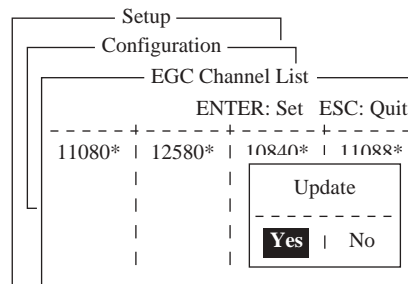 Setup
Configuration
EGC Channel List
ENTER: Set ESC: Quit
11080* 12580* 10840* 11088*
Update
Yes No